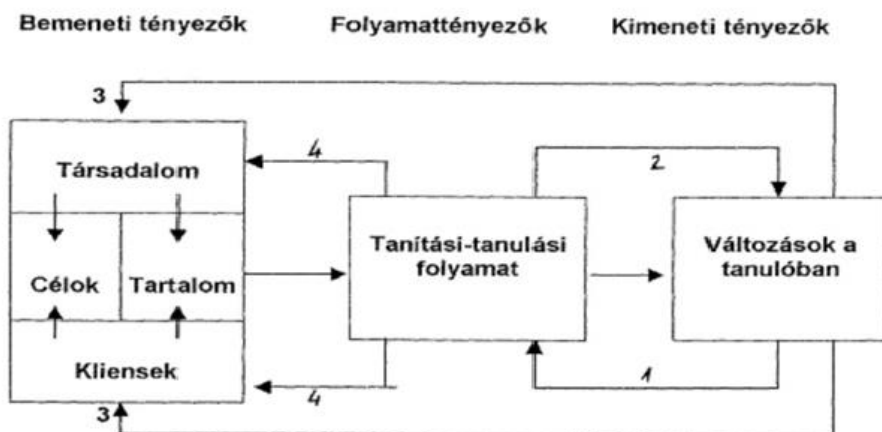 Bemeneti tényezők Folyamattényezők Kimeneti tényezők
3
Társadalom
4
2
Tanítási-tanulási
folyamat
Változások a
tanulóban
Célok Tartalom
Kliensek
4
1
3